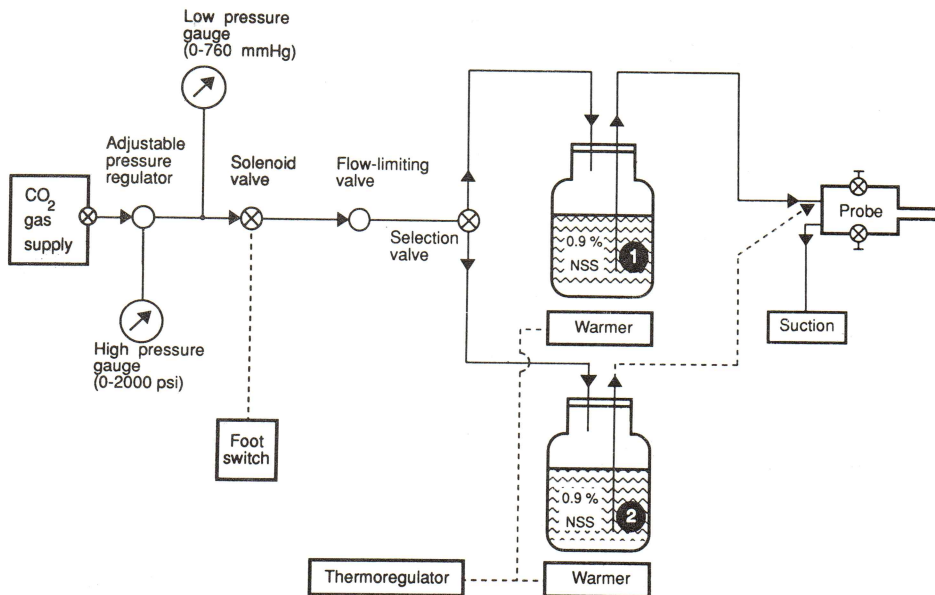 Low pressure
gauge
(0-760 mmHg)
Adjustable
pressure
regulator
Solenoid
valve
Flow-limiting
valve
CO2
gas
supply
Selection
valve
0.9 %
NSS
1
Probe
Warmer
Suction
High pressure
gauge
(0-2000 psi)
Foot
switch
0.9 %
NSS
2
Thermoregulator
Warmer